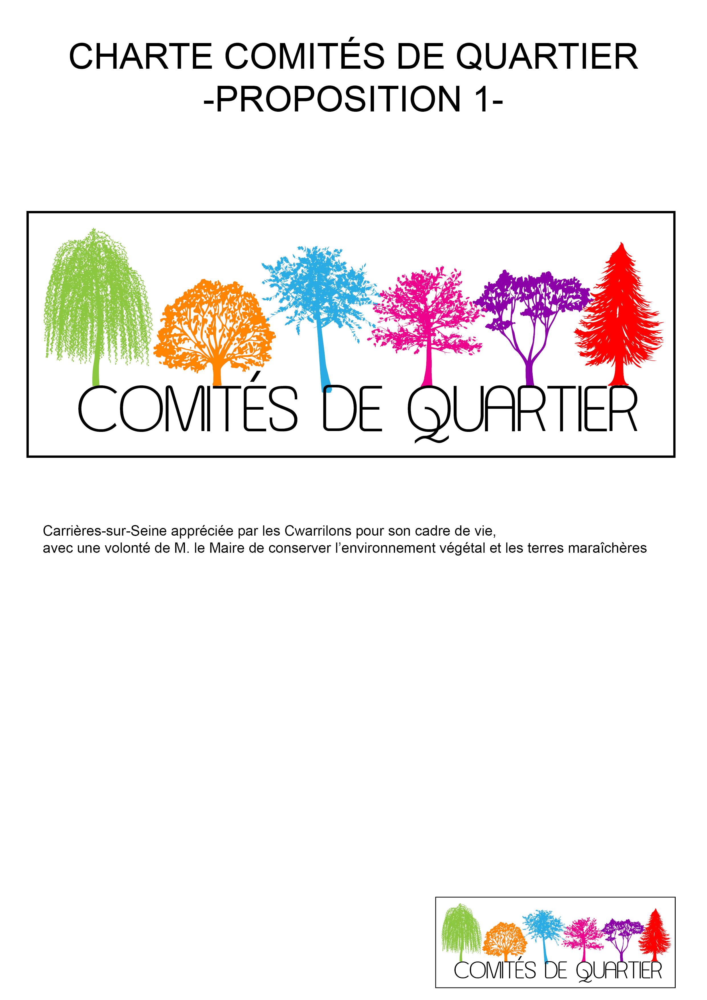 CHARTE COMITÉS DE QUARTIER
-PROPOSITION 1-
COMITÉS DE QUARTIER
Carrières-sur-Seine appréciée par les Cwarrilons pour son cadre de vie,
avec une volonté de M. le Maire de conserver l’environnement végétal et les terres maraîchères
COMITÉS DE QUARTIER